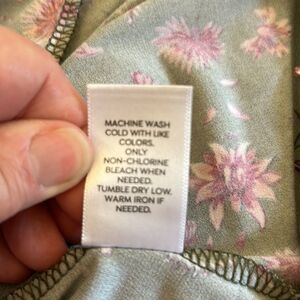 MACHINE WASH
COLD WITH LIKE
COLORS.
ONLY
NON-CHLORINE
BLEACH WHEN
NEEDED.
TUMBLE DRY LOW.
WARM IRON IF
NEEDED.